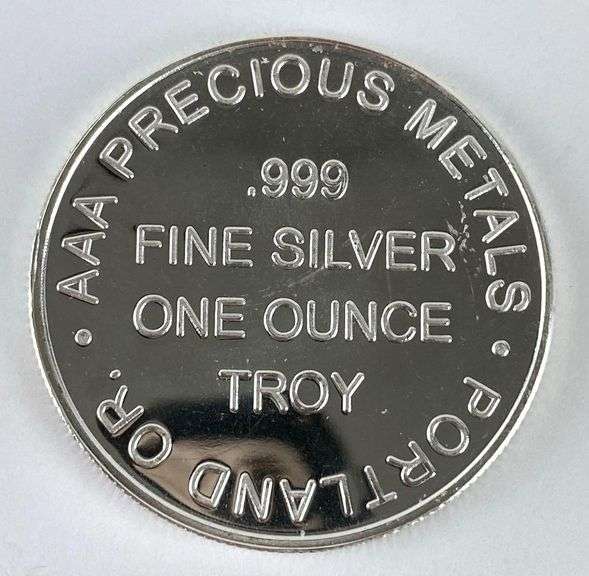 AAA PRECIOUS METALS
.999
FINE SILVER
ONE OUNCE
TROY
• PORTLAND OR. •